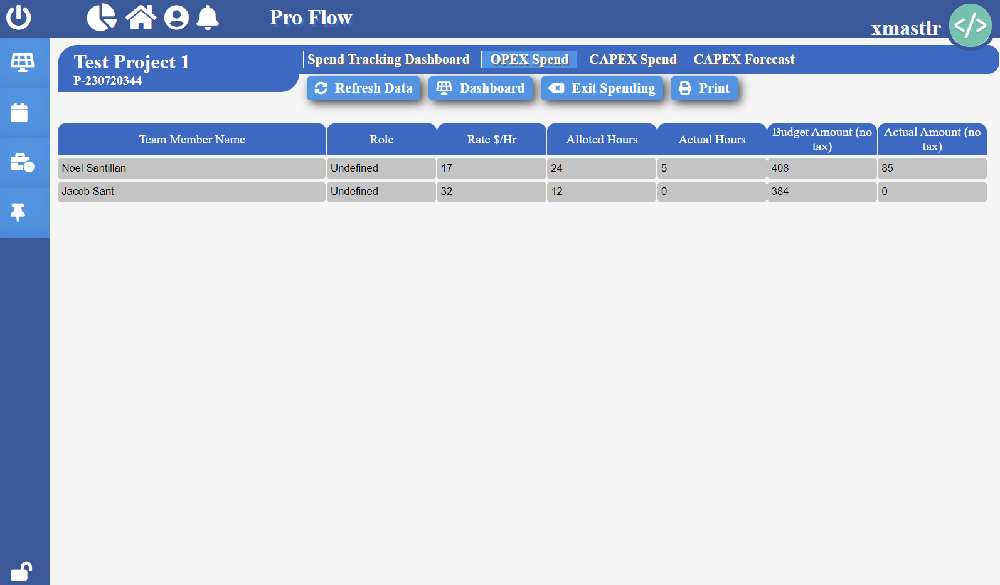 Pro Flow
xmastlr
</>
Test Project 1
P-230720344
Spend Tracking Dashboard
OPEX Spend
CAPEX Spend
CAPEX Forecast
Refresh Data
Dashboard
Exit Spending
Print
Team Member Name
Role
Rate $/Hr
Alloted Hours
Actual Hours
Budget Amount (no
tax)
Actual Amount (no
tax)
Noel Santillan
Undefined
17
24
5
408
85
Jacob Sant
Undefined
32
12
0
384
0